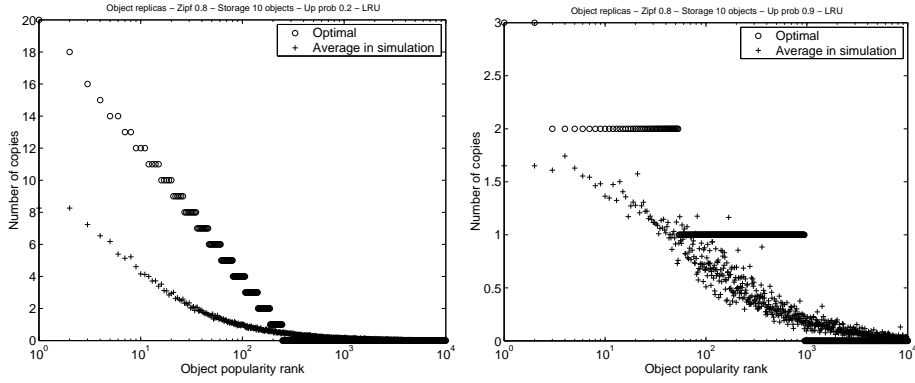 Object replicas – Zipf 0.8 – Storage 10 objects – Up prob 0.2 – LRU
20
18
16
14
12
10
8
6
4
2
0
Number of copies
Optimal
Average in simulation
10^0
10^1
10^2
10^3
10^4
Object popularity rank
Object replicas – Zipf 0.8 – Storage 10 objects – Up prob 0.9 – LRU
3
2.5
2
1.5
1
0.5
0
Number of copies
Optimal
Average in simulation
10^0
10^1
10^2
10^3
10^4
Object popularity rank